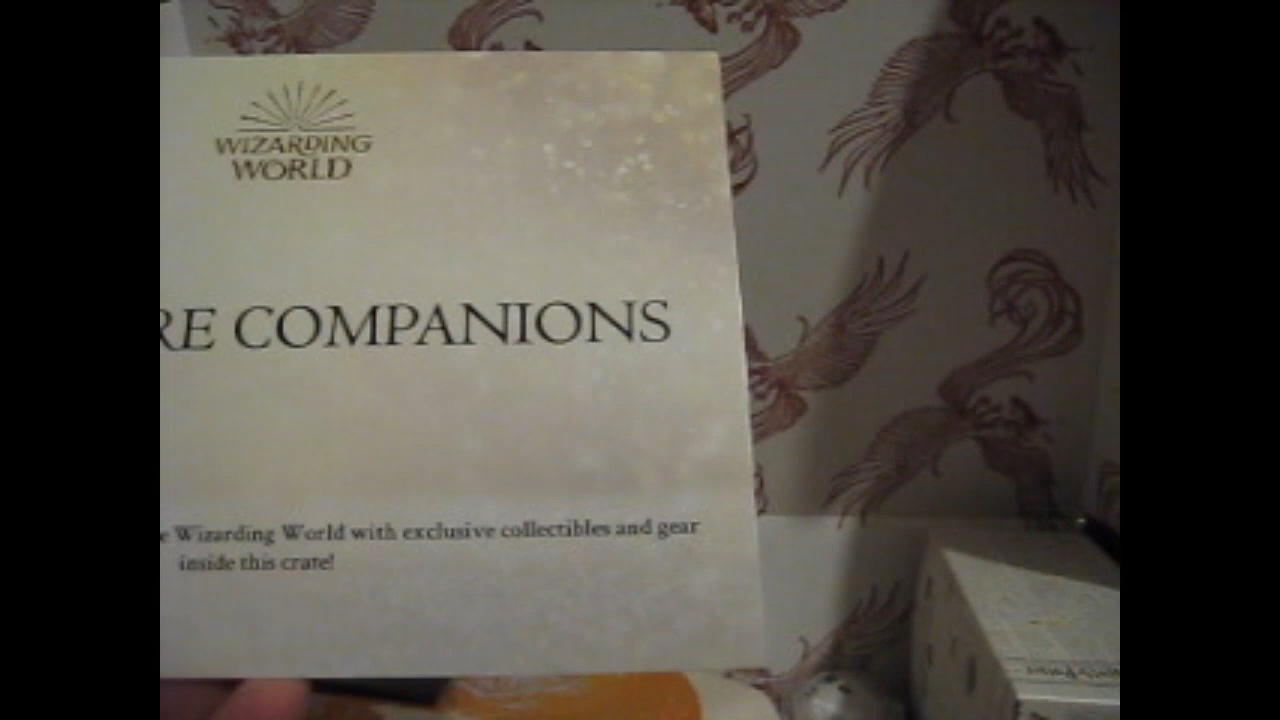 WIZARDING
WORLD
RE COMPANIONS
e Wizarding World with exclusive collectibles and gear
inside this crate!